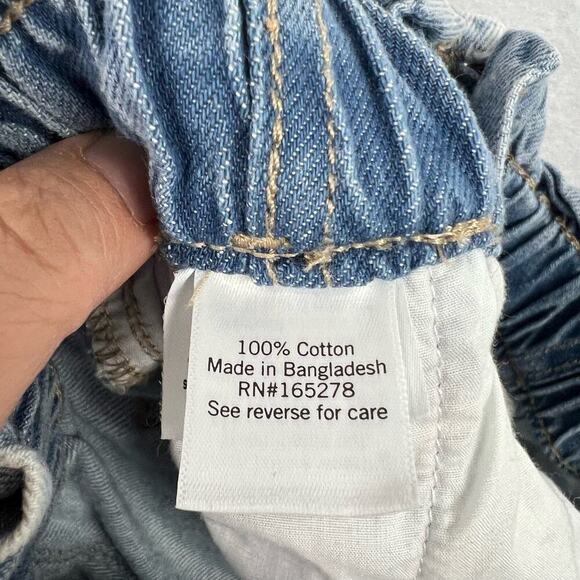 100% Cotton
Made in Bangladesh
RN#165278
See reverse for care